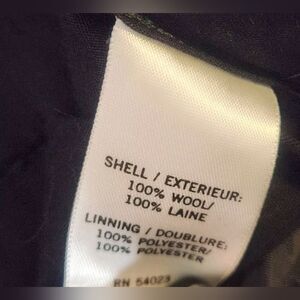 SHELL / EXTERIEUR:
100% WOOL/
100% LAINE
LINNING / DOUBLURE:
100% POLYESTER/
100% POLYESTER
RN 54023